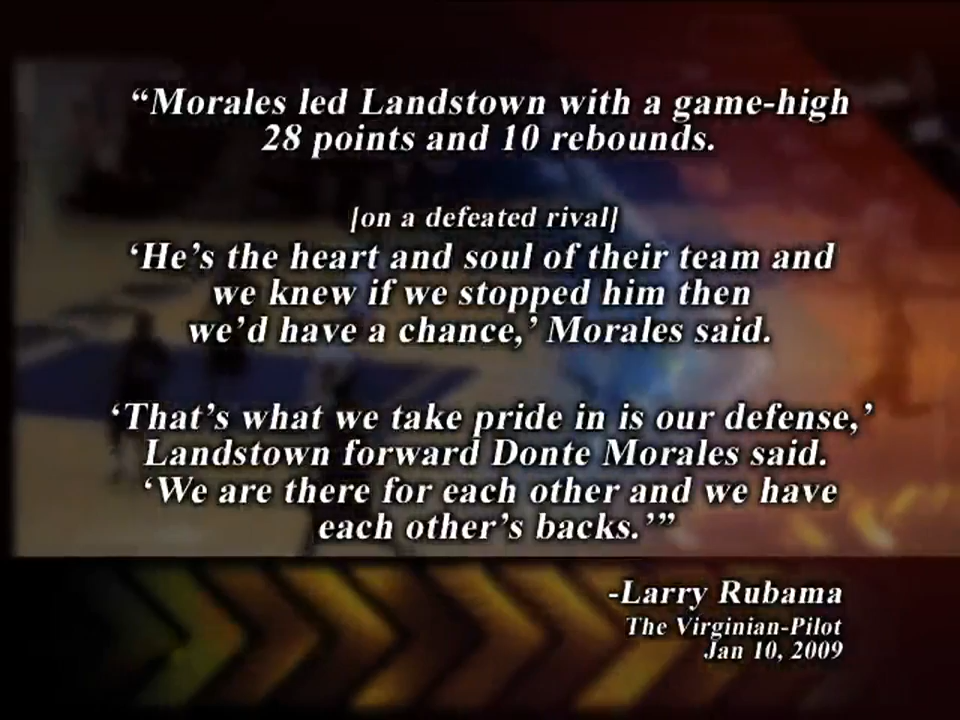 “Morales led Landstown with a game-high
28 points and 10 rebounds.
[on a defeated rival]
‘He’s the heart and soul of their team and
we knew if we stopped him then
we’d have a chance,’ Morales said.
‘That’s what we take pride in is our defense,’
Landstown forward Donte Morales said.
‘We are there for each other and we have
each other’s backs.’”
-Larry Rubama
The Virginian-Pilot
Jan 10, 2009